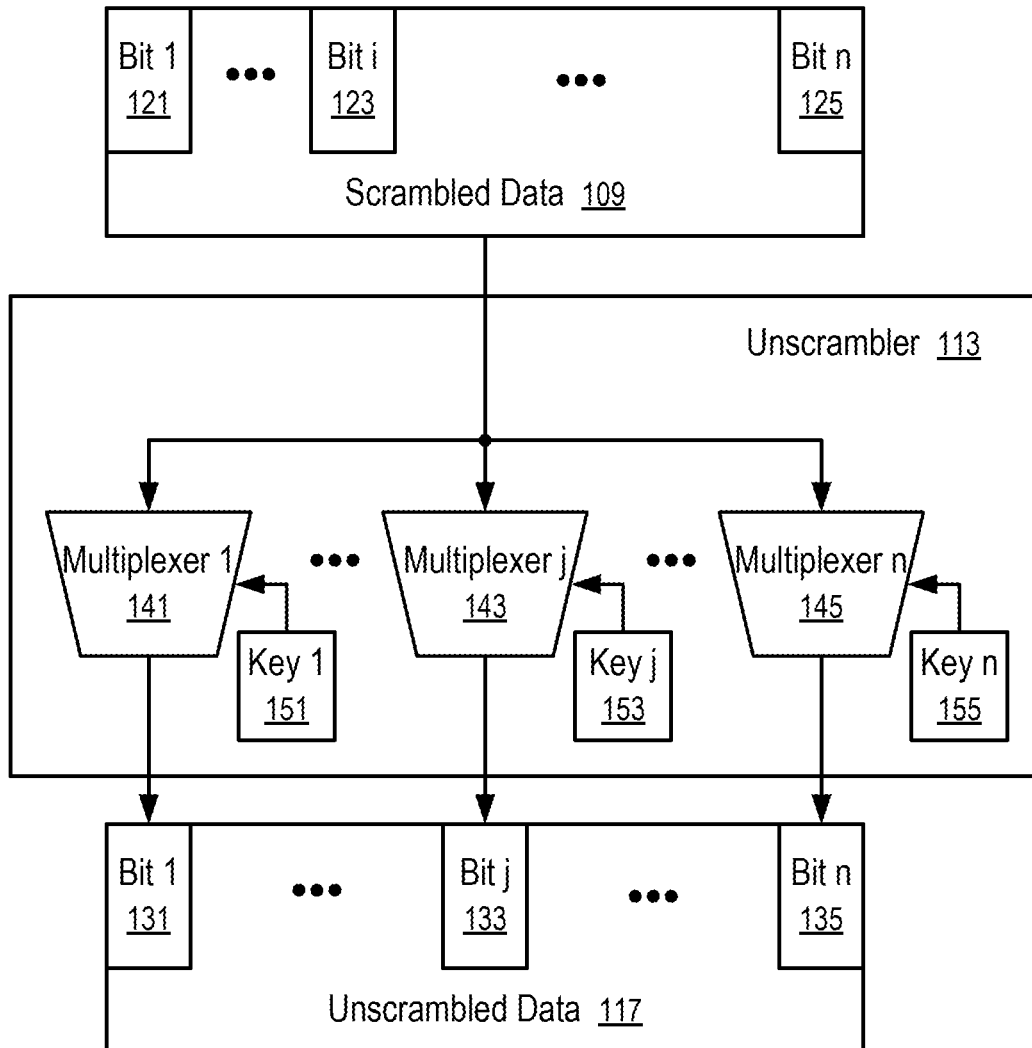 Bit 1 ••• Bit i ••• Bit n
121 123 125
Scrambled Data 109
Unscrambler 113
Multiplexer 1 ••• Multiplexer j ••• Multiplexer n
141 143 145
Key 1 Key j Key n
151 153 155
Bit 1 ••• Bit j ••• Bit n
131 133 135
Unscrambled Data 117